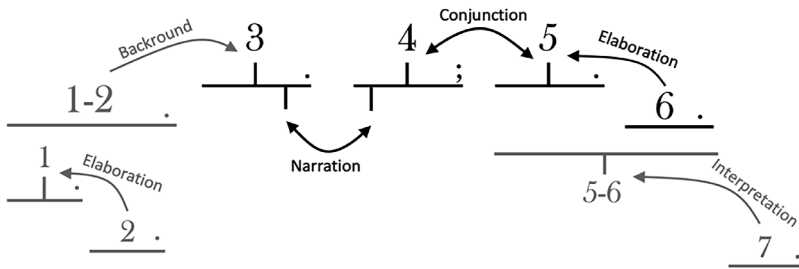 Conjunction
Backround
3 .
4 ;
5 .
Elaboration
1-2 .
6 .
Narration
1 .
Elaboration
5-6
Interpretation
2 .
7 .